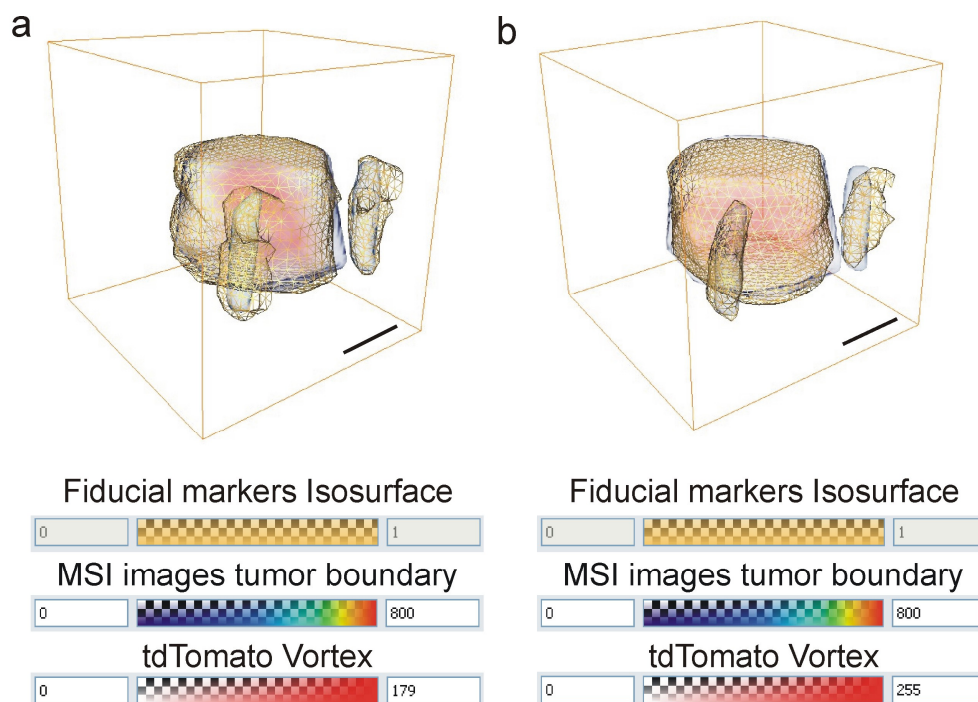 a b
Fiducial markers Isosurface Fiducial markers Isosurface
0 1 0 1
MSI images tumor boundary MSI images tumor boundary
0 800 0 800
tdTomato Vortex tdTomato Vortex
0 179 0 255